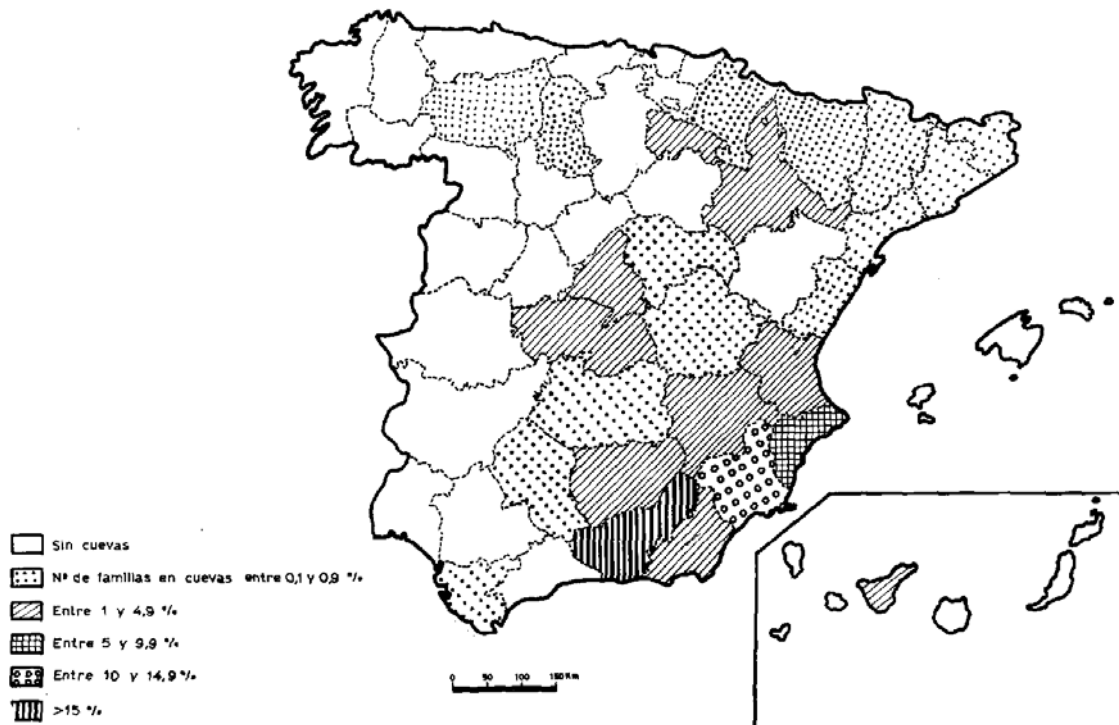 Sin cuevas
Nº de familias en cuevas entre 0,1 y 0,9 %
Entre 1 y 4,9 %
Entre 5 y 9,9 %
Entre 10 y 14,9 %
>15 %
0 50 100 150 Km